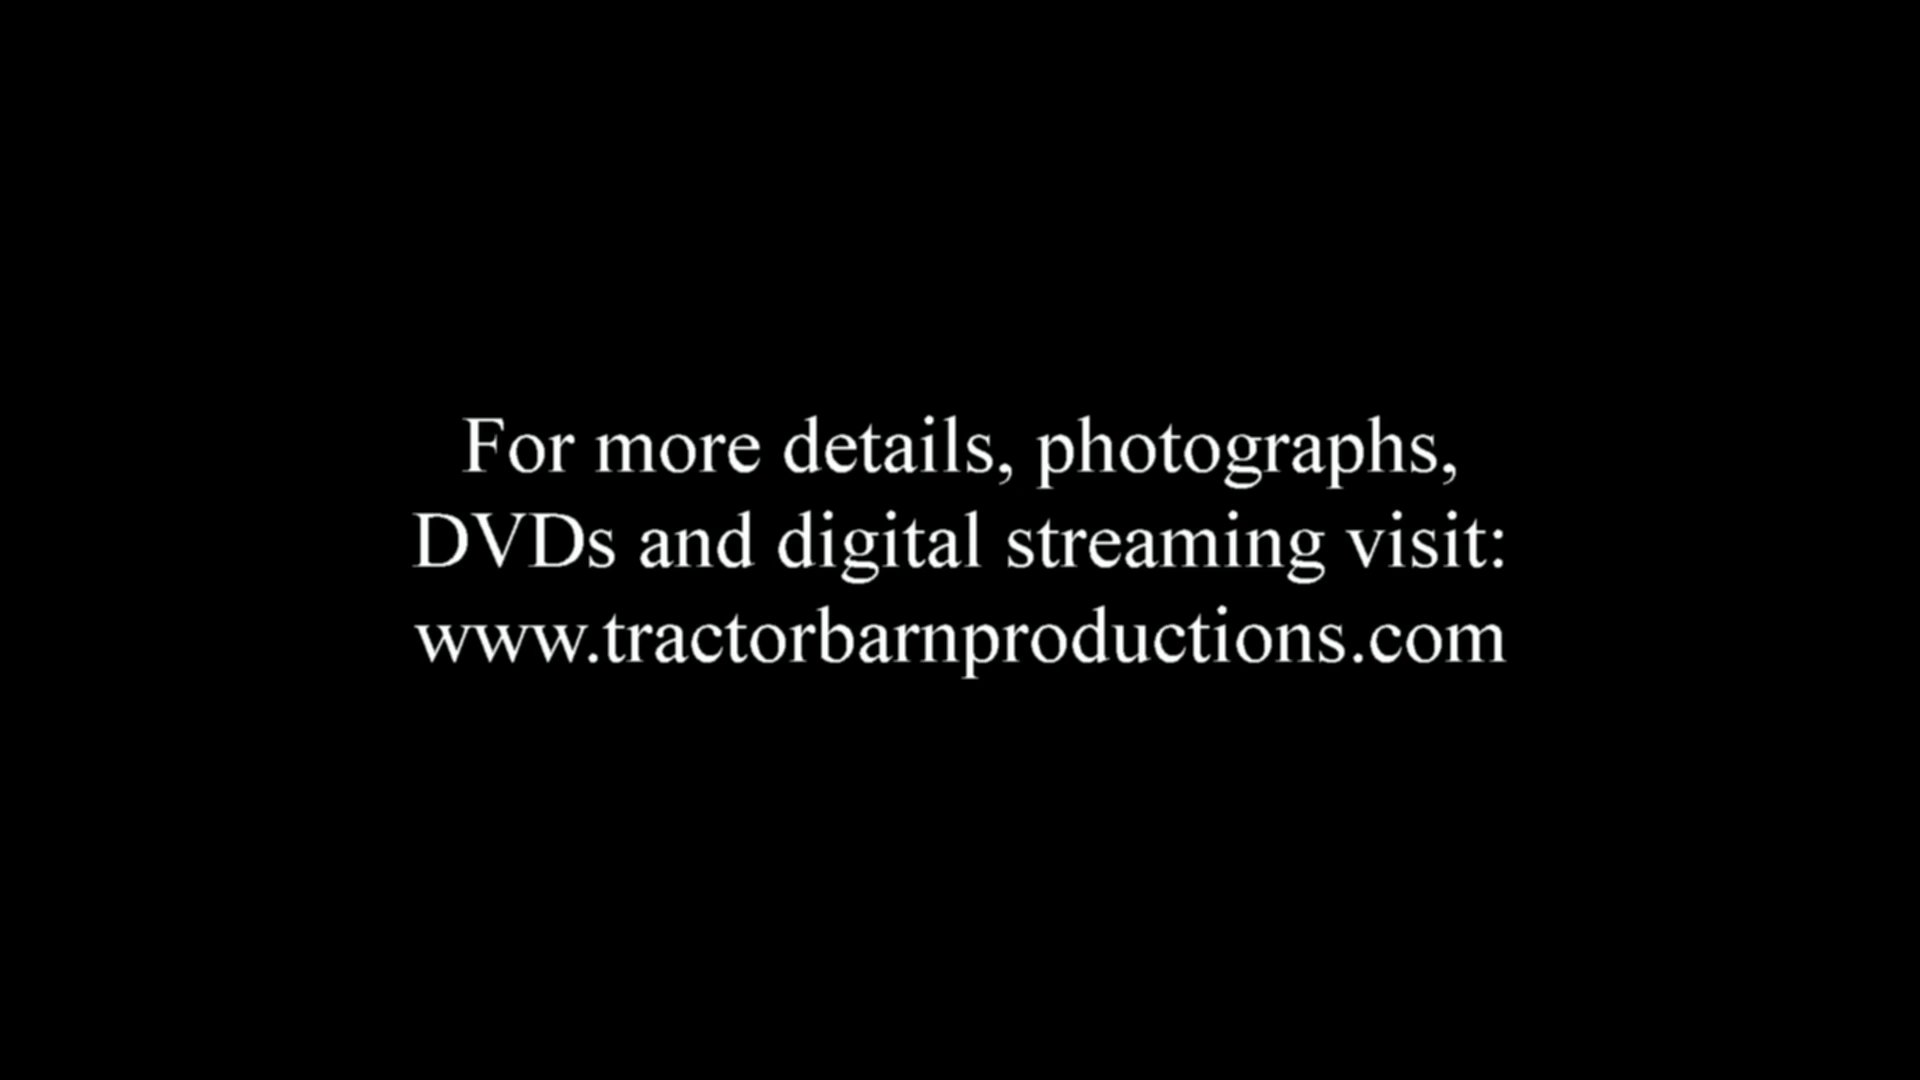 For more details, photographs,
DVDs and digital streaming visit:
www.tractorbarnproductions.com